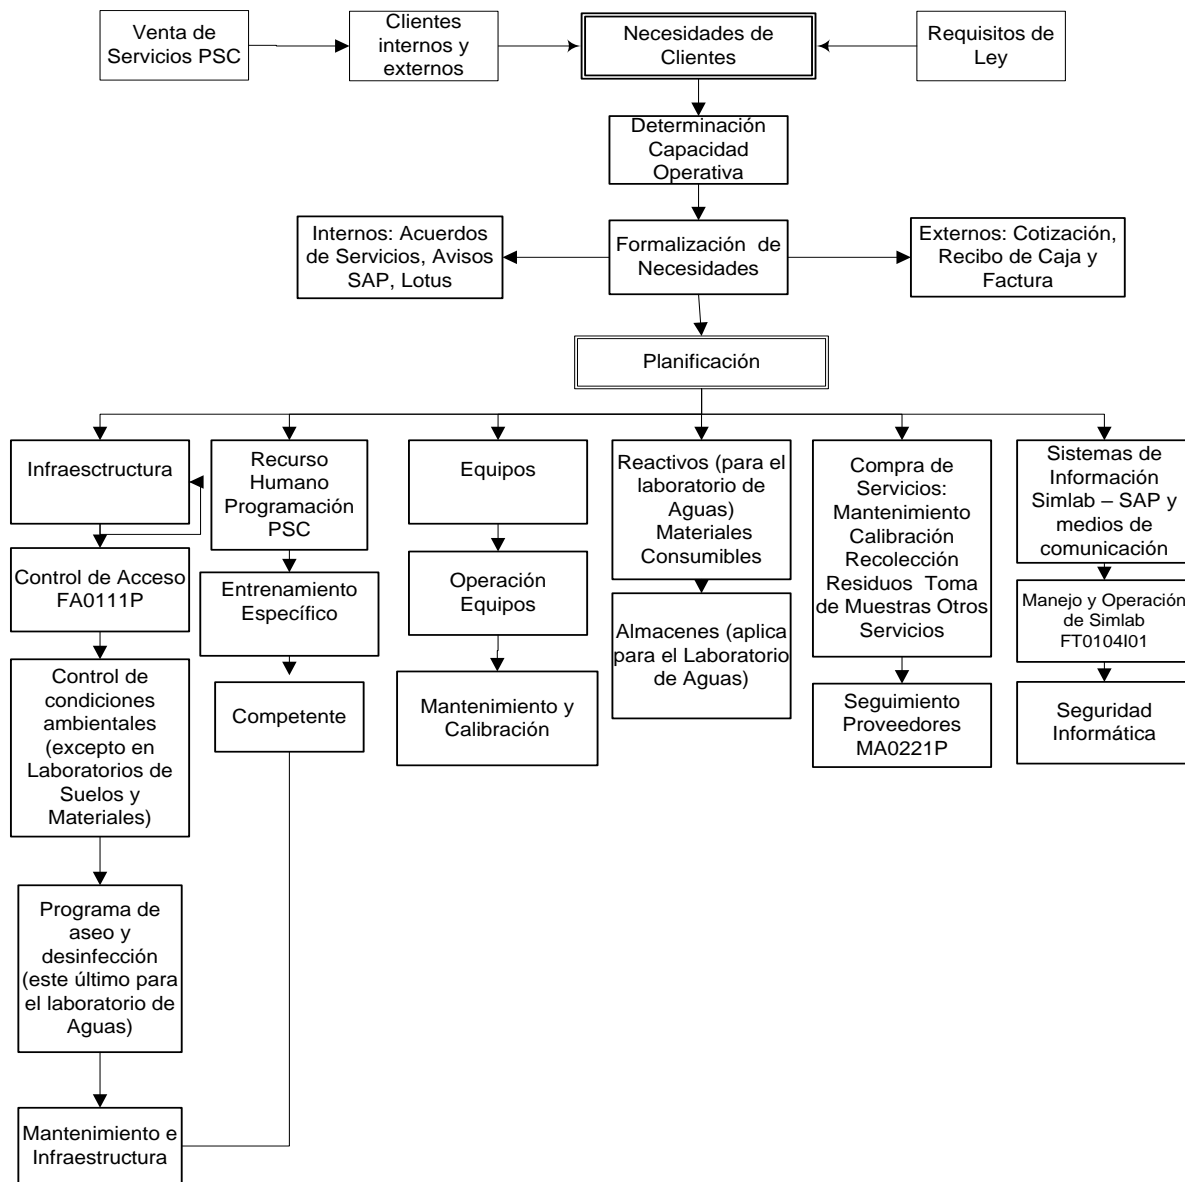 Venta de
Servicios PSC
Clientes
internos y
externos
Necesidades de
Clientes
Requisitos de
Ley
Determinación
Capacidad
Operativa
Internos: Acuerdos
de Servicios, Avisos
SAP, Lotus
Formalización de
Necesidades
Externos: Cotización,
Recibo de Caja y
Factura
Planificación
Infraesctructura
Recurso
Humano
Programación
PSC
Equipos
Reactivos (para el
laboratorio de
Aguas)
Materiales
Consumibles
Compra de
Servicios:
Mantenimiento
Calibración
Recolección
Residuos Toma
de Muestras Otros
Servicios
Sistemas de
Información
Simlab – SAP y
medios de
comunicación
Control de Acceso
FA0111P
Entrenamiento
Específico
Operación
Equipos
Almacenes (aplica
para el Laboratorio
de Aguas)
Manejo y Operación
de Simlab
FT0104I01
Control de
condiciones
ambientales
(excepto en
Laboratorios de
Suelos y
Materiales)
Competente
Mantenimiento y
Calibración
Seguimiento
Proveedores
MA0221P
Seguridad
Informática
Programa de
aseo y
desinfección
(este último para
el laboratorio de
Aguas)
Mantenimiento e
Infraestructura